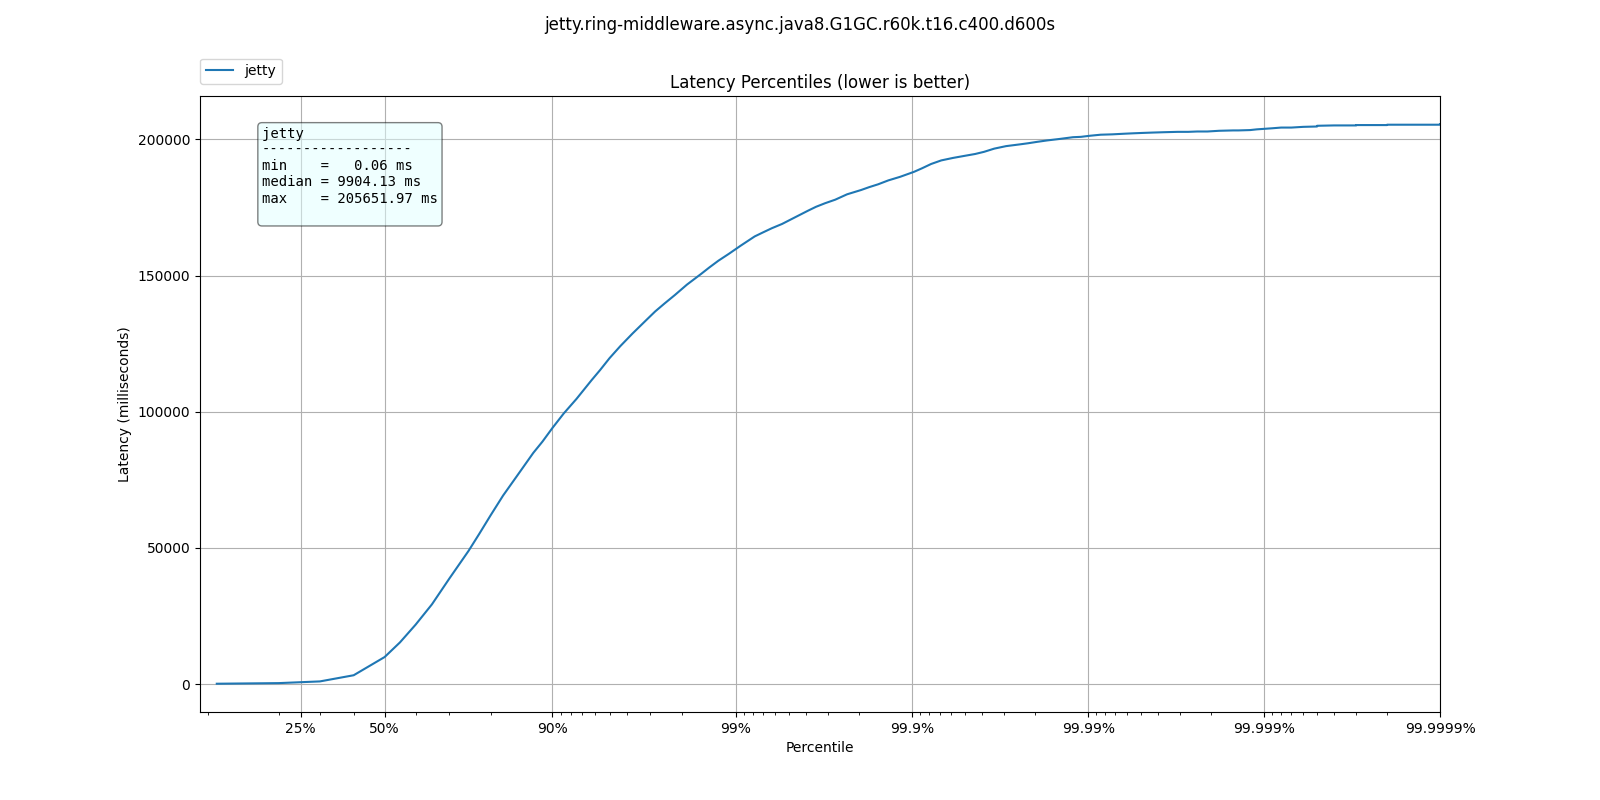 jetty.ring-middleware.async.java8.G1GC.r60k.t16.c400.d600s
jetty
Latency Percentiles (lower is better)
jetty
------------------
min    =   0.06 ms
median = 9904.13 ms
max    = 205651.97 ms
200000
150000
100000
50000
0
Latency (milliseconds)
25% 50% 90% 99% 99.9% 99.99% 99.999% 99.9999%
Percentile